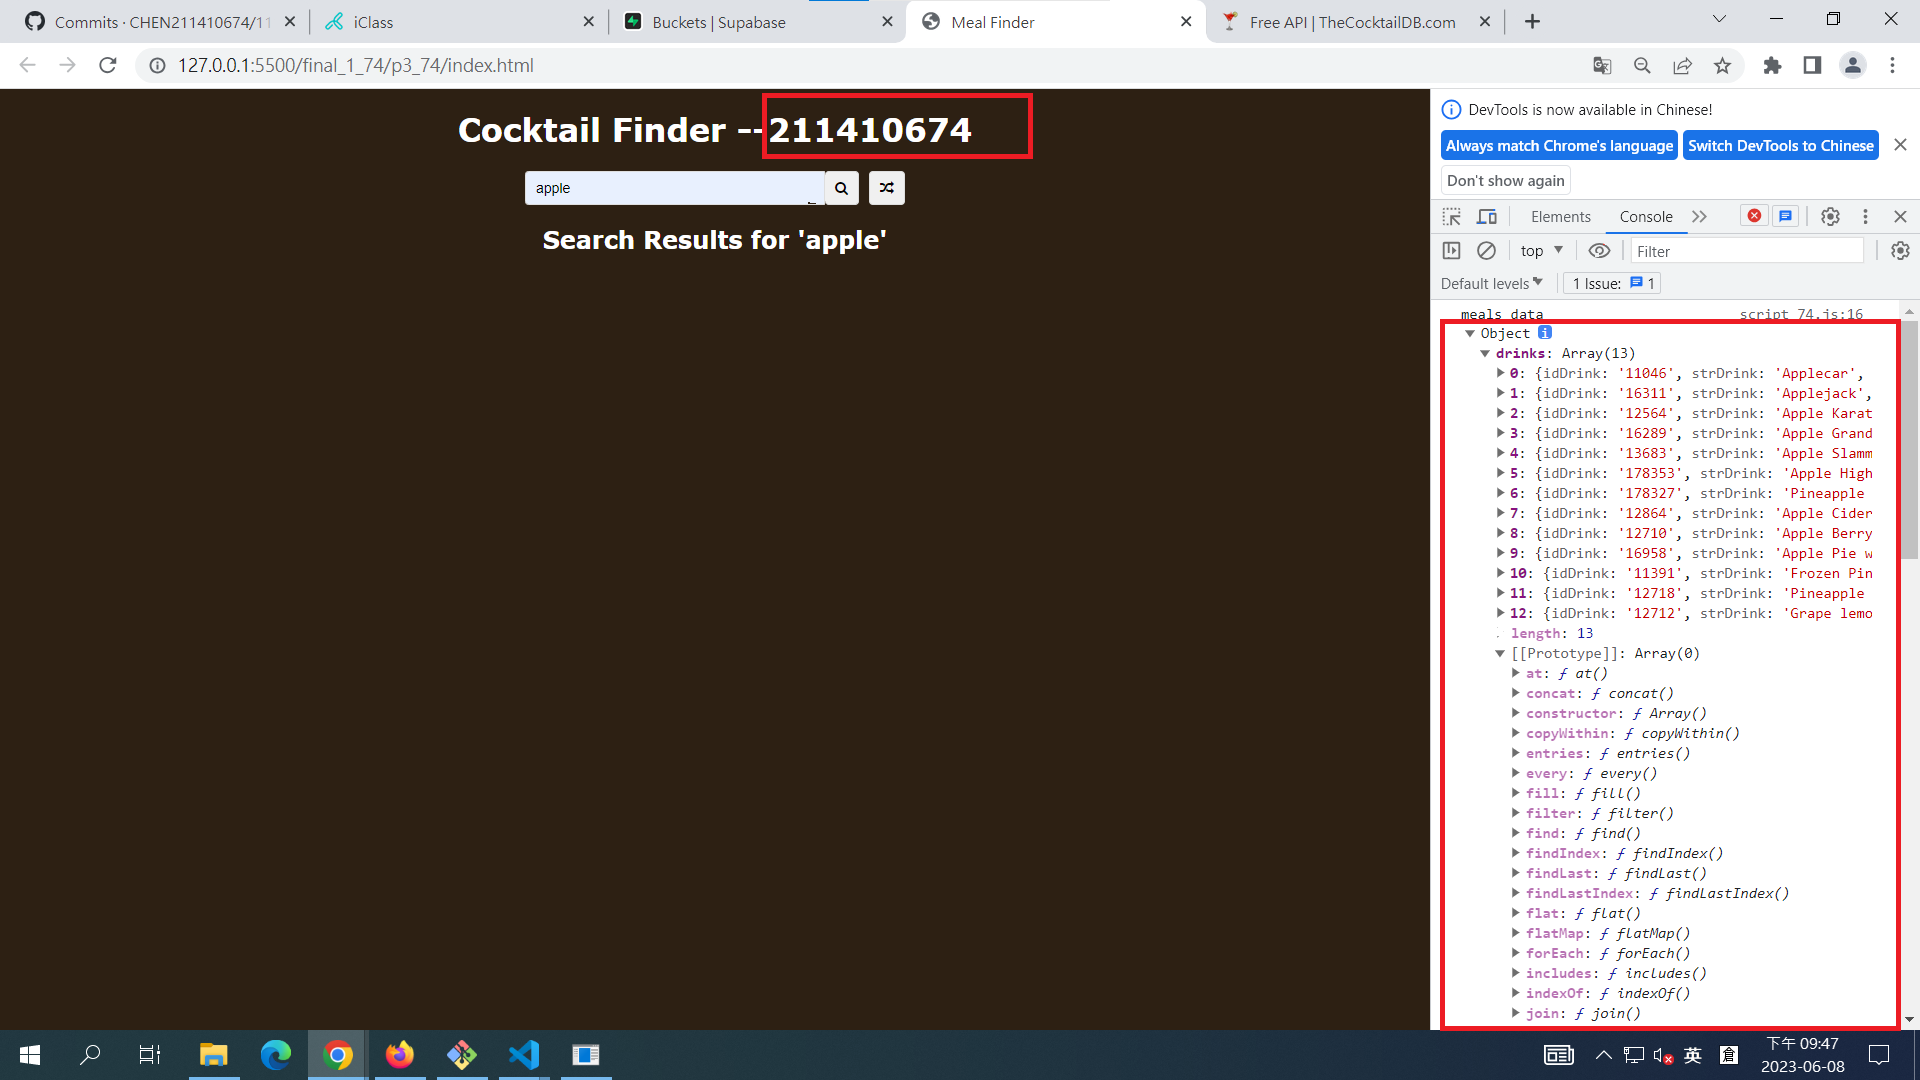 Commits · CHEN211410674/11
iClass
Buckets | Supabase
Meal Finder
Free API | TheCocktailDB.com
127.0.0.1:5500/final_1_74/p3_74/index.html
Cocktail Finder --211410674
apple
Search Results for 'apple'
DevTools is now available in Chinese!
Always match Chrome's language
Switch DevTools to Chinese
Don't show again
Elements
Console
top
Filter
Default levels
1 Issue: 1
meals data script 74.js:16
Object
drinks: Array(13)
0: {idDrink: '11046', strDrink: 'Applecar',
1: {idDrink: '16311', strDrink: 'Applejack',
2: {idDrink: '12564', strDrink: 'Apple Karat
3: {idDrink: '16289', strDrink: 'Apple Grand
4: {idDrink: '13683', strDrink: 'Apple Slamm
5: {idDrink: '178353', strDrink: 'Apple High
6: {idDrink: '178327', strDrink: 'Pineapple
7: {idDrink: '12864', strDrink: 'Apple Cider
8: {idDrink: '12710', strDrink: 'Apple Berry
9: {idDrink: '16958', strDrink: 'Apple Pie w
10: {idDrink: '11391', strDrink: 'Frozen Pin
11: {idDrink: '12718', strDrink: 'Pineapple
12: {idDrink: '12712', strDrink: 'Grape lemo
length: 13
[[Prototype]]: Array(0)
at: ƒ at()
concat: ƒ concat()
constructor: ƒ Array()
copyWithin: ƒ copyWithin()
entries: ƒ entries()
every: ƒ every()
fill: ƒ fill()
filter: ƒ filter()
find: ƒ find()
findIndex: ƒ findIndex()
findLast: ƒ findLast()
findLastIndex: ƒ findLastIndex()
flat: ƒ flat()
flatMap: ƒ flatMap()
forEach: ƒ forEach()
includes: ƒ includes()
indexOf: ƒ indexOf()
join: ƒ join()
英
倉
下午 09:47
2023-06-08